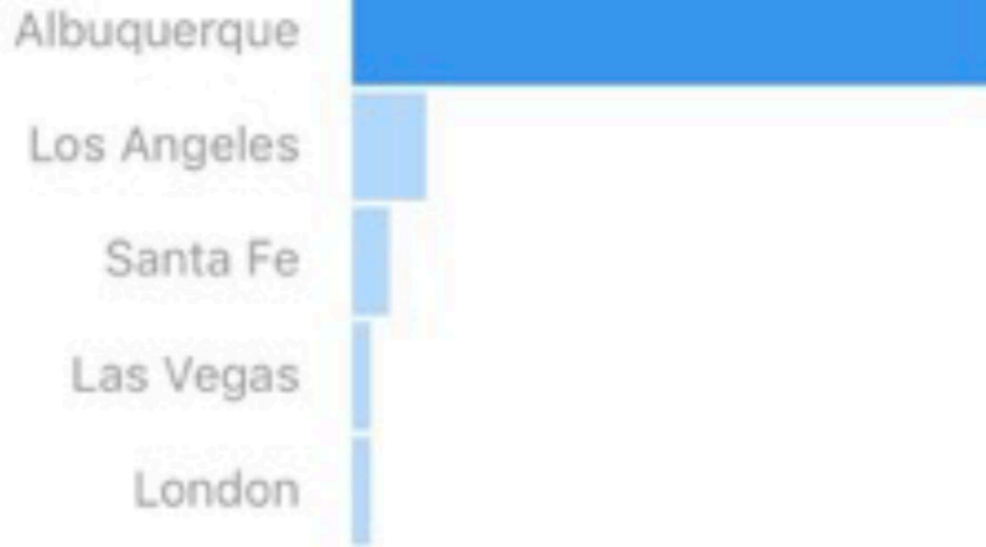 Albuquerque
Los Angeles
Santa Fe
Las Vegas
London